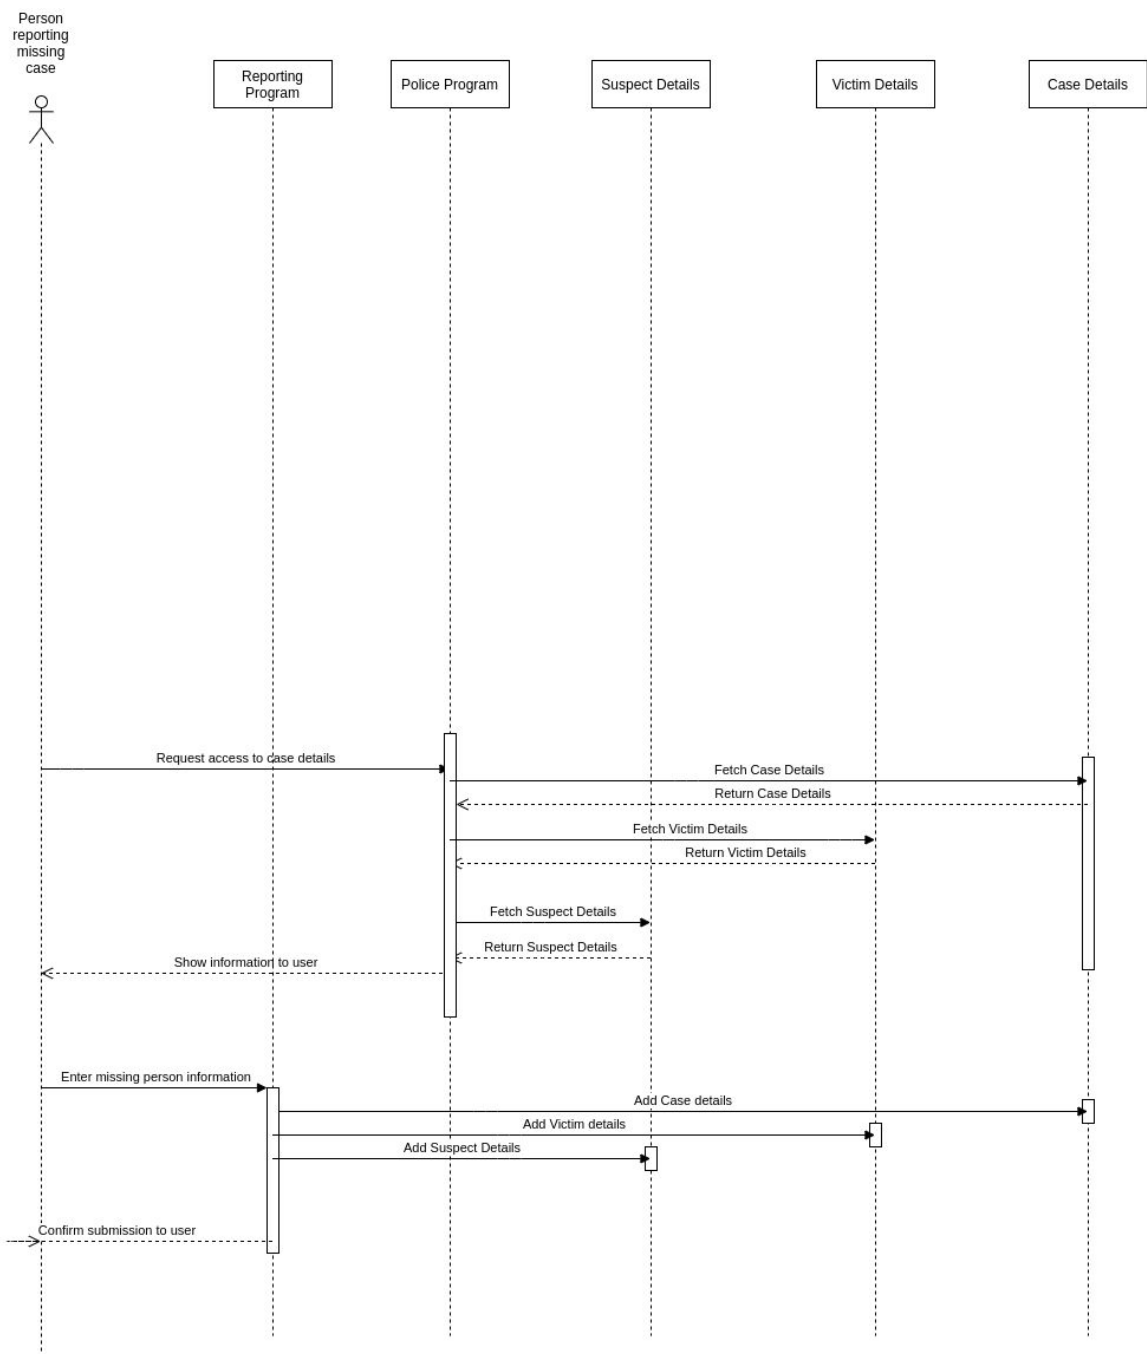 Person
reporting
missing
case
Reporting
Program
Police Program
Suspect Details
Victim Details
Case Details
Request access to case details
Fetch Case Details
Return Case Details
Fetch Victim Details
Return Victim Details
Fetch Suspect Details
Return Suspect Details
Show information to user
Enter missing person information
Add Case details
Add Victim details
Add Suspect Details
Confirm submission to user